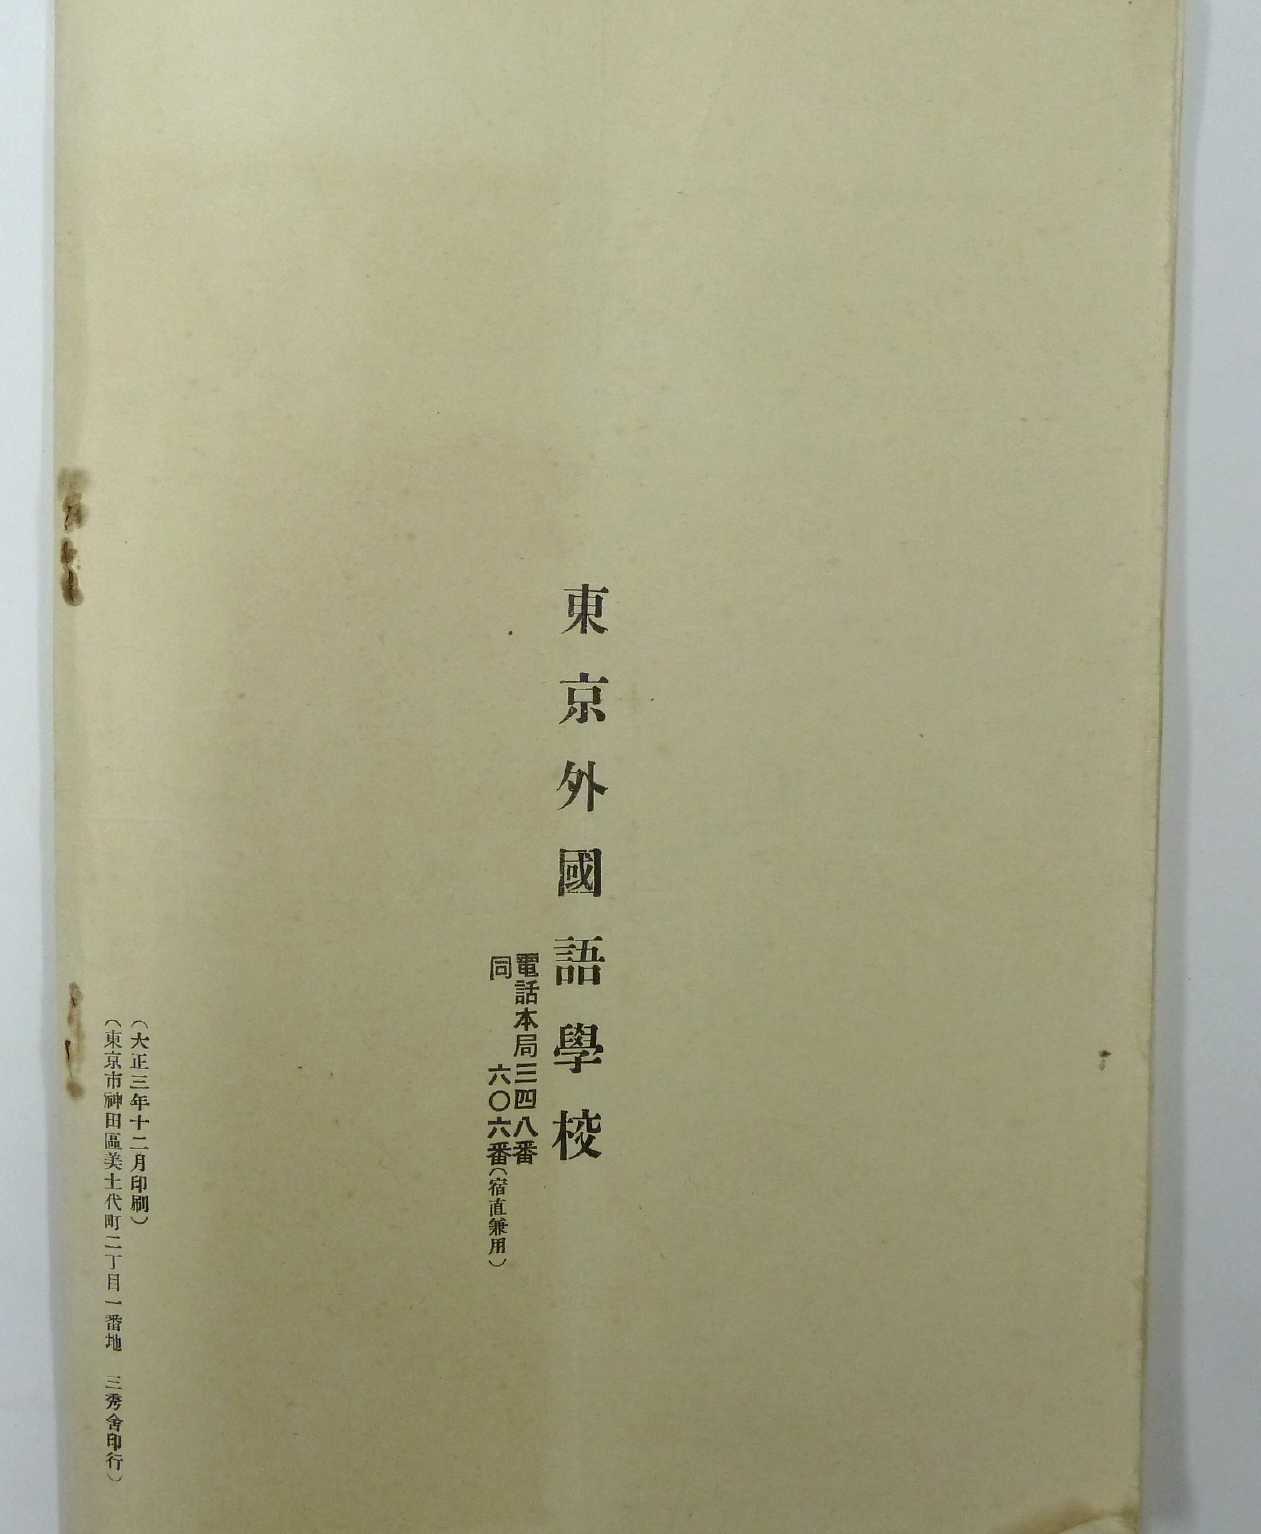 東京外國語學校
電話本局三四八番
同　六〇六番(宿直兼用)
(大正三年十二月印刷)
(東京市神田區美土代町二丁目一番地　三秀舍印行)